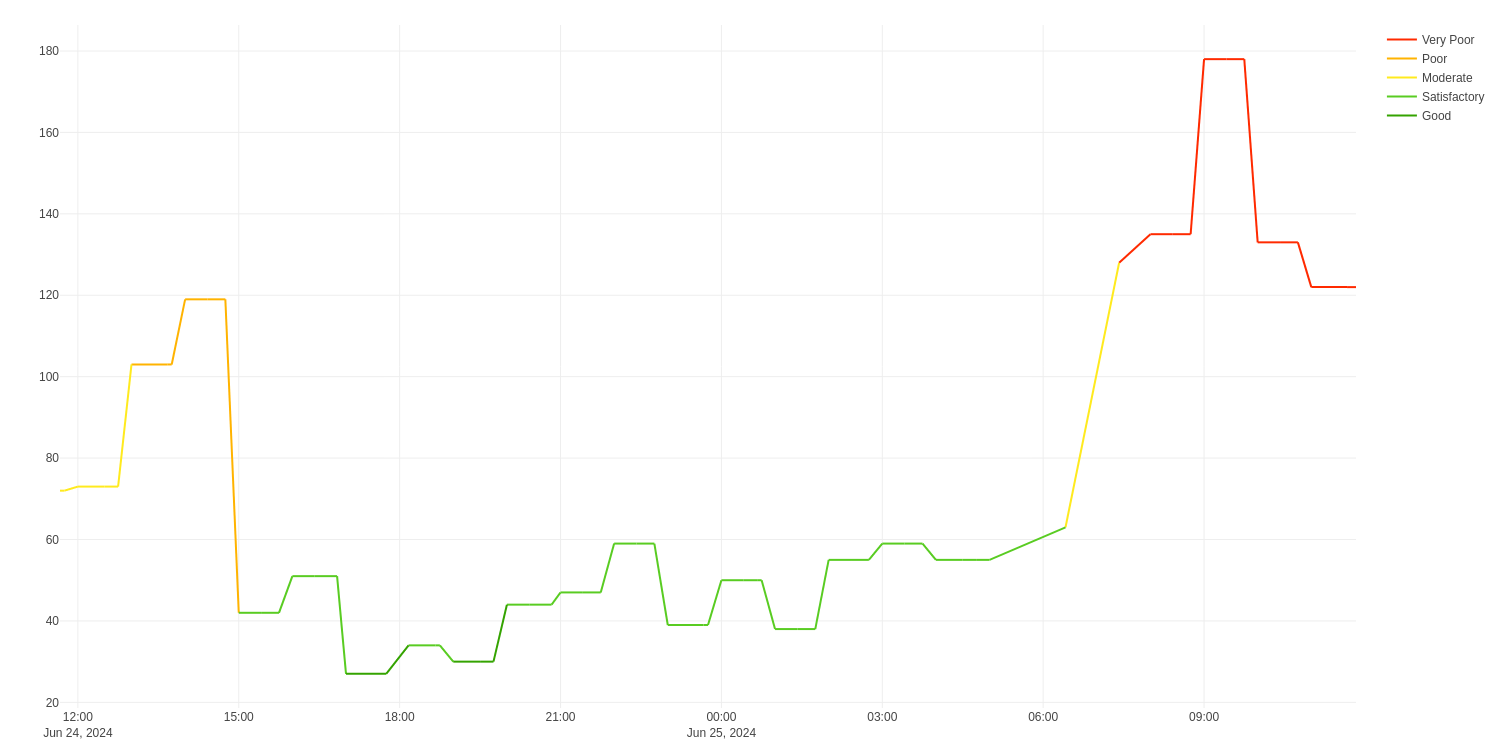 180
160
140
120
100
80
60
40
20
12:00
Jun 24, 2024
15:00
18:00
21:00
00:00
Jun 25, 2024
03:00
06:00
09:00
Very Poor
Poor
Moderate
Satisfactory
Good